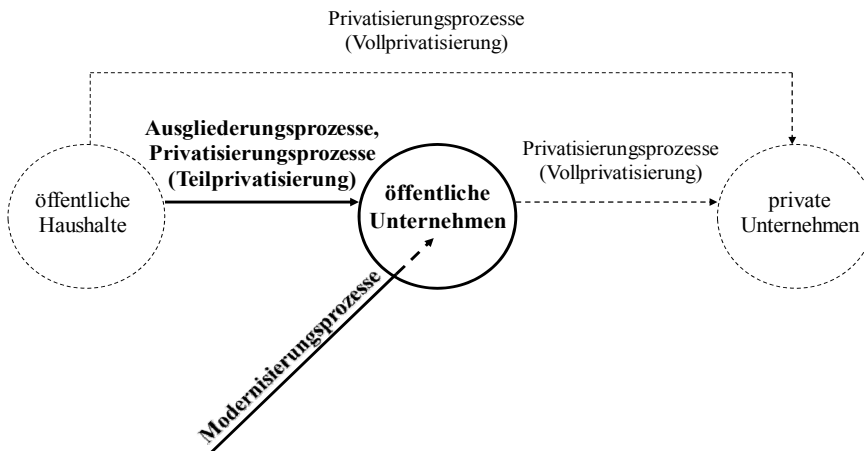 Privatisierungsprozesse
(Vollprivatisierung)
Ausgliederungsprozesse,
Privatisierungsprozesse
(Teilprivatisierung)
Privatisierungsprozesse
(Vollprivatisierung)
öffentliche
Haushalte
öffentliche
Unternehmen
private
Unternehmen
Modernisierungsprozesse